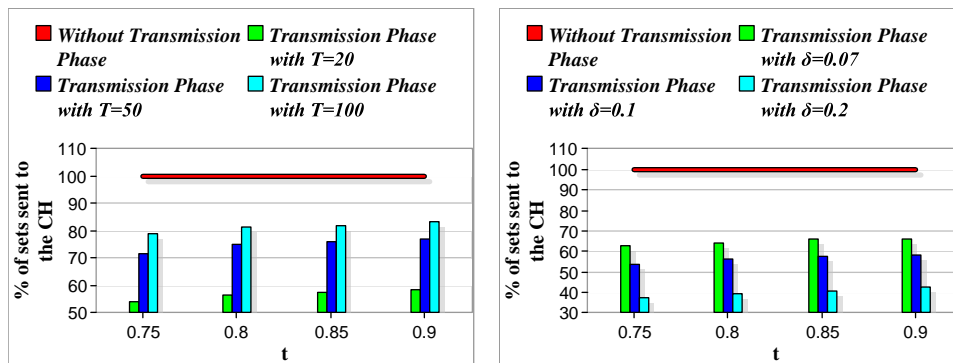 Without Transmission
Phase
Transmission Phase
with T=20
Transmission Phase
with T=50
Transmission Phase
with T=100
% of sets sent to
the CH
110
100
90
80
70
60
50
0.75 0.8 0.85 0.9
t
Without Transmission
Phase
Transmission Phase
with δ=0.07
Transmission Phase
with δ=0.1
Transmission Phase
with δ=0.2
% of sets sent to
the CH
110
100
90
80
70
60
50
40
30
0.75 0.8 0.85 0.9
t